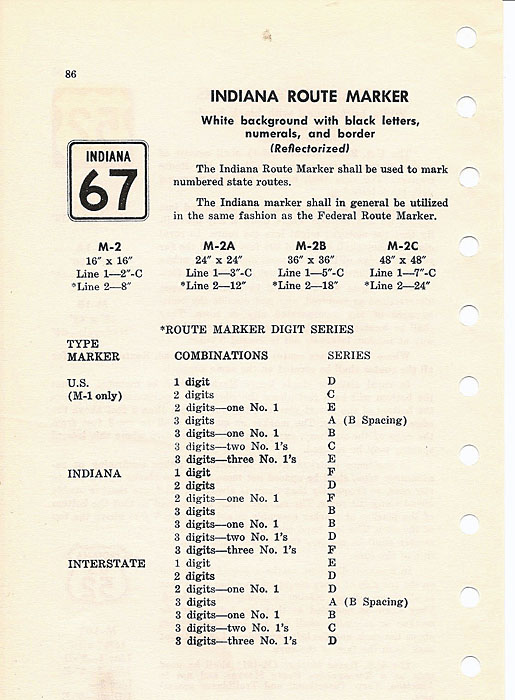 86
INDIANA ROUTE MARKER
White background with black letters,
numerals, and border
(Reflectorized)
INDIANA
67
The Indiana Route Marker shall be used to mark
numbered state routes.
The Indiana marker shall in general be utilized
in the same fashion as the Federal Route Marker.
M-2 M-2A M-2B M-2C
16" x 16" 24" x 24" 36" x 36" 48" x 48"
Line 1—2"-C Line 1—3"-C Line 1—5"-C Line 1—7"-C
*Line 2—8" *Line 2—12" *Line 2—18" *Line 2—24"
*ROUTE MARKER DIGIT SERIES
TYPE
MARKER COMBINATIONS SERIES
U.S. 1 digit D
(M-1 only) 2 digits C
2 digits—one No. 1 E
3 digits A (B Spacing)
3 digits—one No. 1 B
3 digits—two No. 1's C
3 digits—three No. 1's E
INDIANA 1 digit F
2 digits D
2 digits—one No. 1 F
3 digits B
3 digits—one No. 1 B
3 digits—two No. 1's D
3 digits—three No. 1's F
INTERSTATE 1 digit E
2 digits D
2 digits—one No. 1 D
3 digits A (B Spacing)
3 digits—one No. 1 B
3 digits—two No. 1's C
3 digits—three No. 1's D